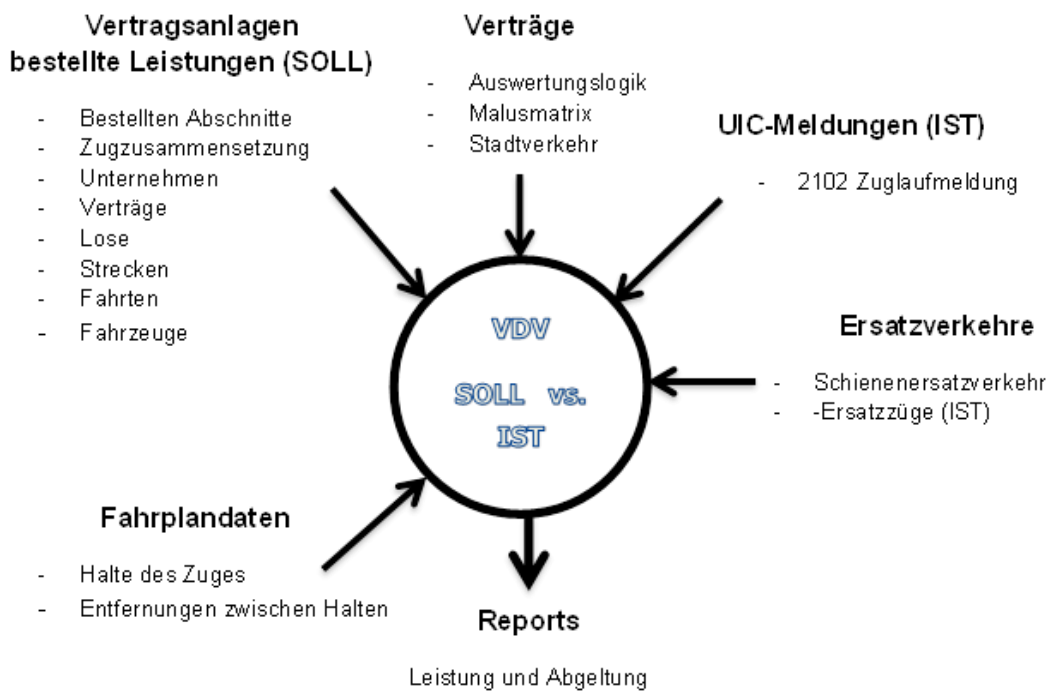 Vertragsanlagen
bestellte Leistungen (SOLL)
- Bestellten Abschnitte
- Zugzusammensetzung
- Unternehmen
- Verträge
- Lose
- Strecken
- Fahrten
- Fahrzeuge
Verträge
- Auswertungslogik
- Malusmatrix
- Stadtverkehr
UIC-Meldungen (IST)
- 2102 Zuglaufmeldung
Ersatzverkehre
- Schienenersatzverkehr
- -Ersatzzüge (IST)
VDV
SOLL vs.
IST
Fahrplandaten
- Halte des Zuges
- Entfernungen zwischen Halten
Reports
Leistung und Abgeltung